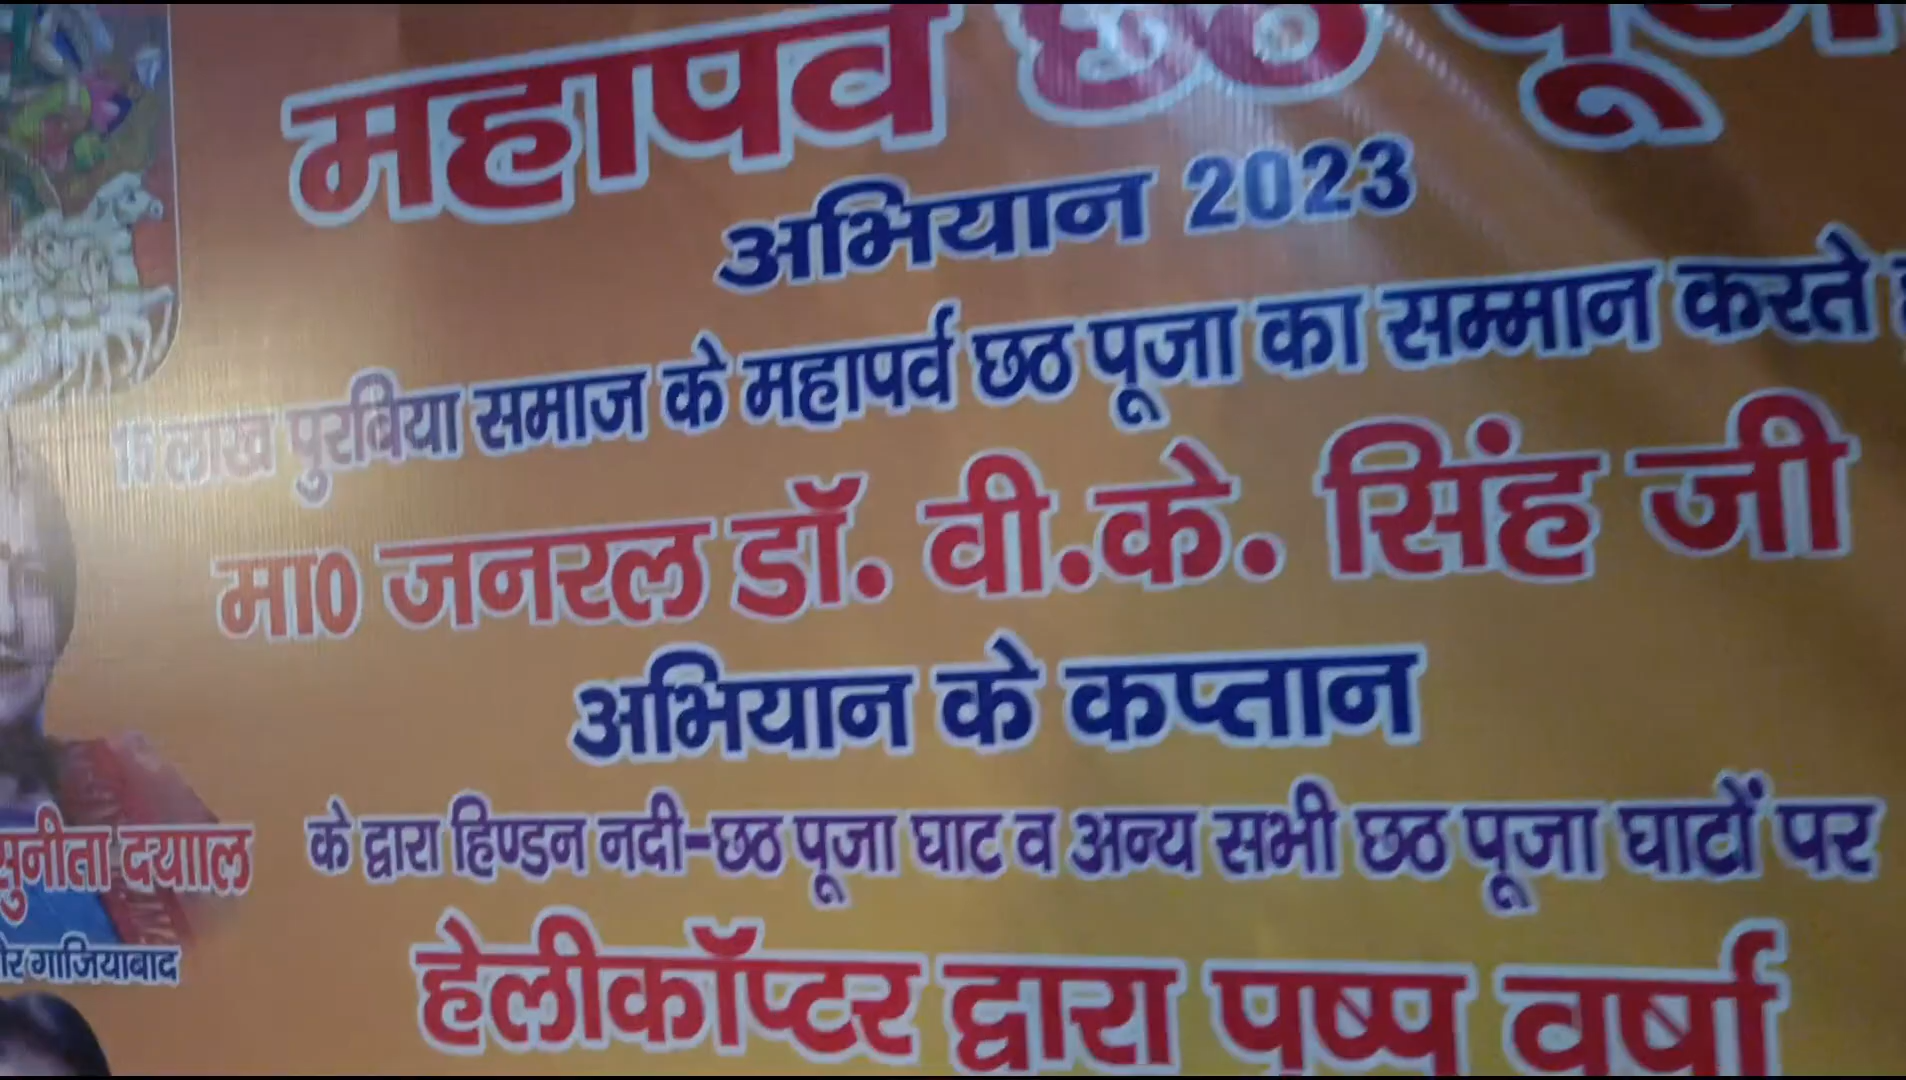 महापर्व छठ पूजा
अभियान 2023
15 लाख पुरबिया समाज के महापर्व छठ पूजा का सम्मान करते
मा0 जनरल डॉ. वी.के. सिंह जी
अभियान के कप्तान
के द्वारा हिण्डन नदी-छठ पूजा घाट व अन्य सभी छठ पूजा घाटों पर
हेलीकॉप्टर द्वारा पुष्प वर्षा
सुनीता दयााल
गाजियाबाद